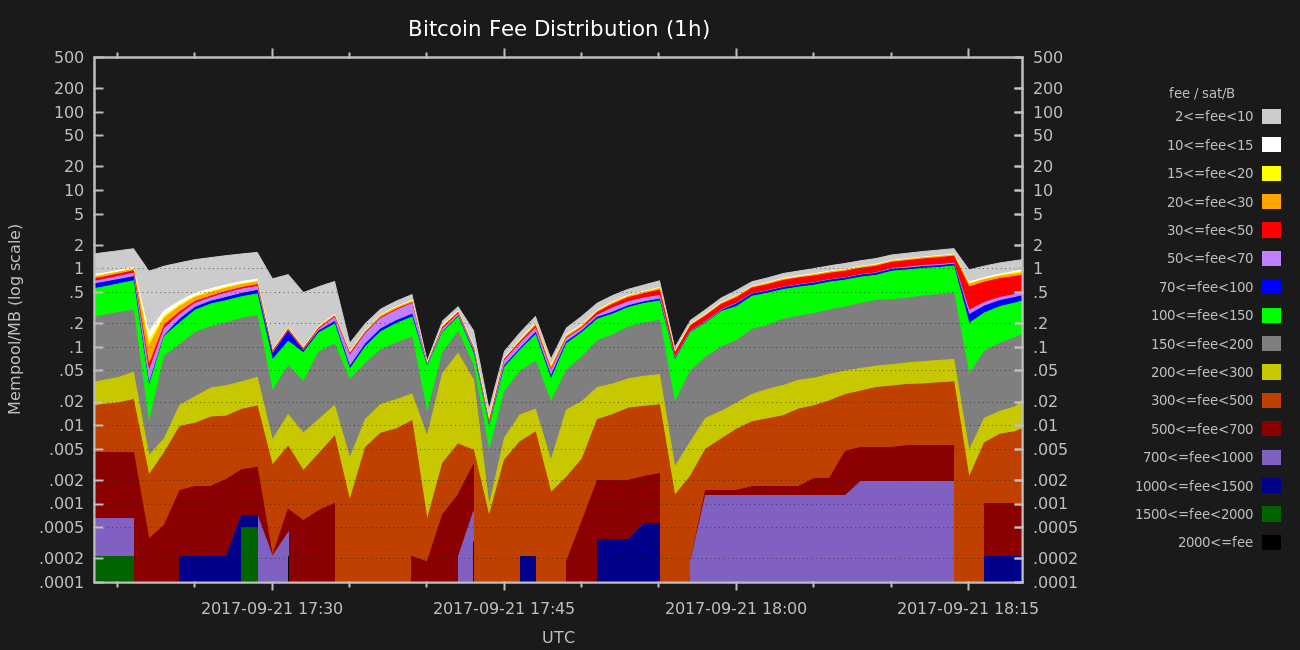 Bitcoin Fee Distribution (1h)
500
200
100
50
20
10
5
2
1
.5
.2
.1
.05
.02
.01
.005
.002
.001
.0005
.0002
.0001
Mempool/MB (log scale)
500
200
100
50
20
10
5
2
1
.5
.2
.1
.05
.02
.01
.005
.002
.001
.0005
.0002
.0001
2017-09-21 17:30
2017-09-21 17:45
2017-09-21 18:00
2017-09-21 18:15
UTC
fee / sat/B
2<=fee<10
10<=fee<15
15<=fee<20
20<=fee<30
30<=fee<50
50<=fee<70
70<=fee<100
100<=fee<150
150<=fee<200
200<=fee<300
300<=fee<500
500<=fee<700
700<=fee<1000
1000<=fee<1500
1500<=fee<2000
2000<=fee